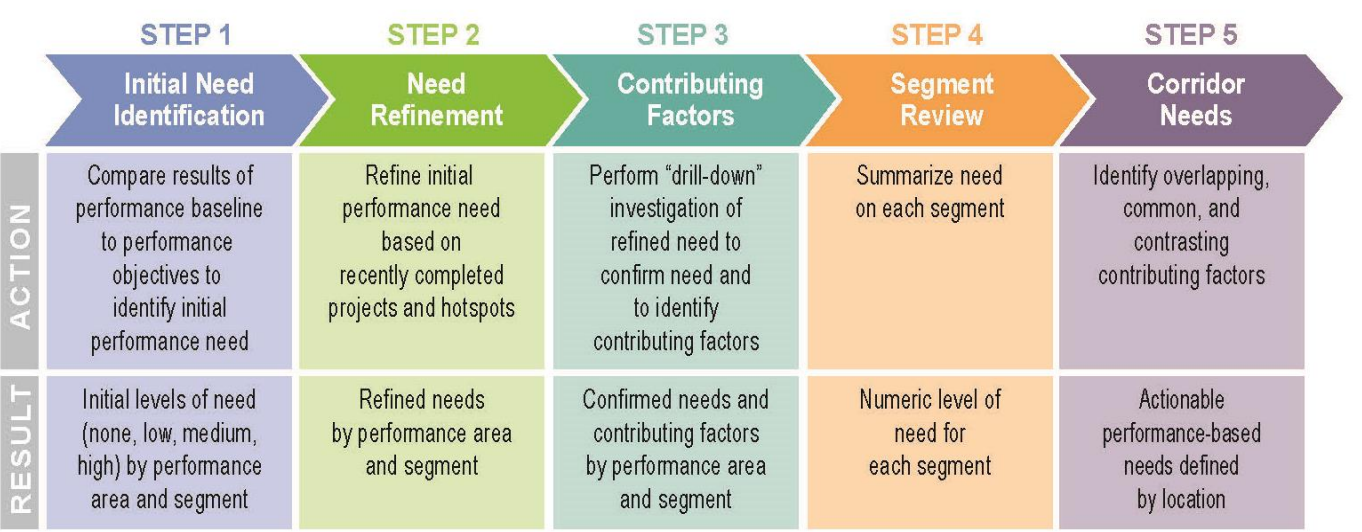 STEP 1
STEP 2
STEP 3
STEP 4
STEP 5
Initial Need
Identification
Need
Refinement
Contributing
Factors
Segment
Review
Corridor
Needs
ACTION
Compare results of
performance baseline
to performance
objectives to
identify initial
performance need
Refine initial
performance need
based on
recently completed
projects and hotspots
Perform “drill-down”
investigation of
refined need to
confirm need and
to identify
contributing factors
Summarize need
on each segment
Identify overlapping,
common, and
contrasting
contributing factors
RESULT
Initial levels of need
(none, low, medium,
high) by performance
area and segment
Refined needs
by performance area
and segment
Confirmed needs and
contributing factors
by performance area
and segment
Numeric level of
need for
each segment
Actionable
performance-based
needs defined
by location